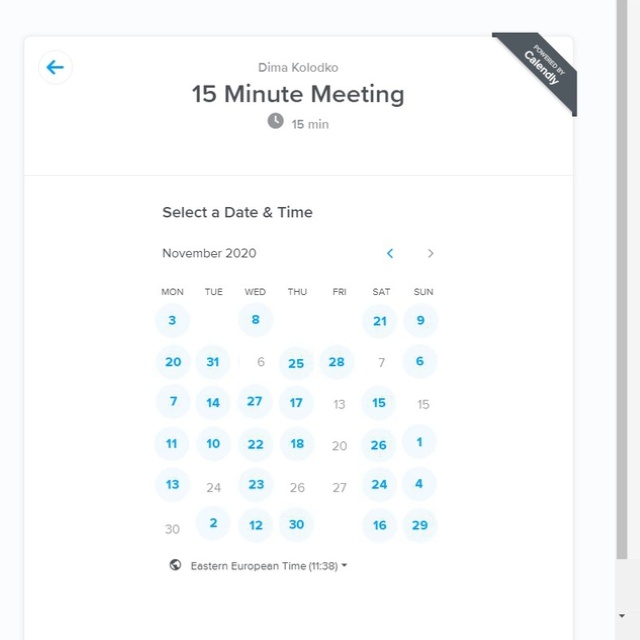 POWERED BY
Calendly
Dima Kolodko
15 Minute Meeting
15 min
Select a Date & Time
November 2020
MON TUE WED THU FRI SAT SUN
3 8 21 9
20 31 6 25 28 7 6
7 14 27 17 13 15 15
11 10 22 18 20 26 1
13 24 23 26 27 24 4
30 2 12 30 16 29
Eastern European Time (11:38)